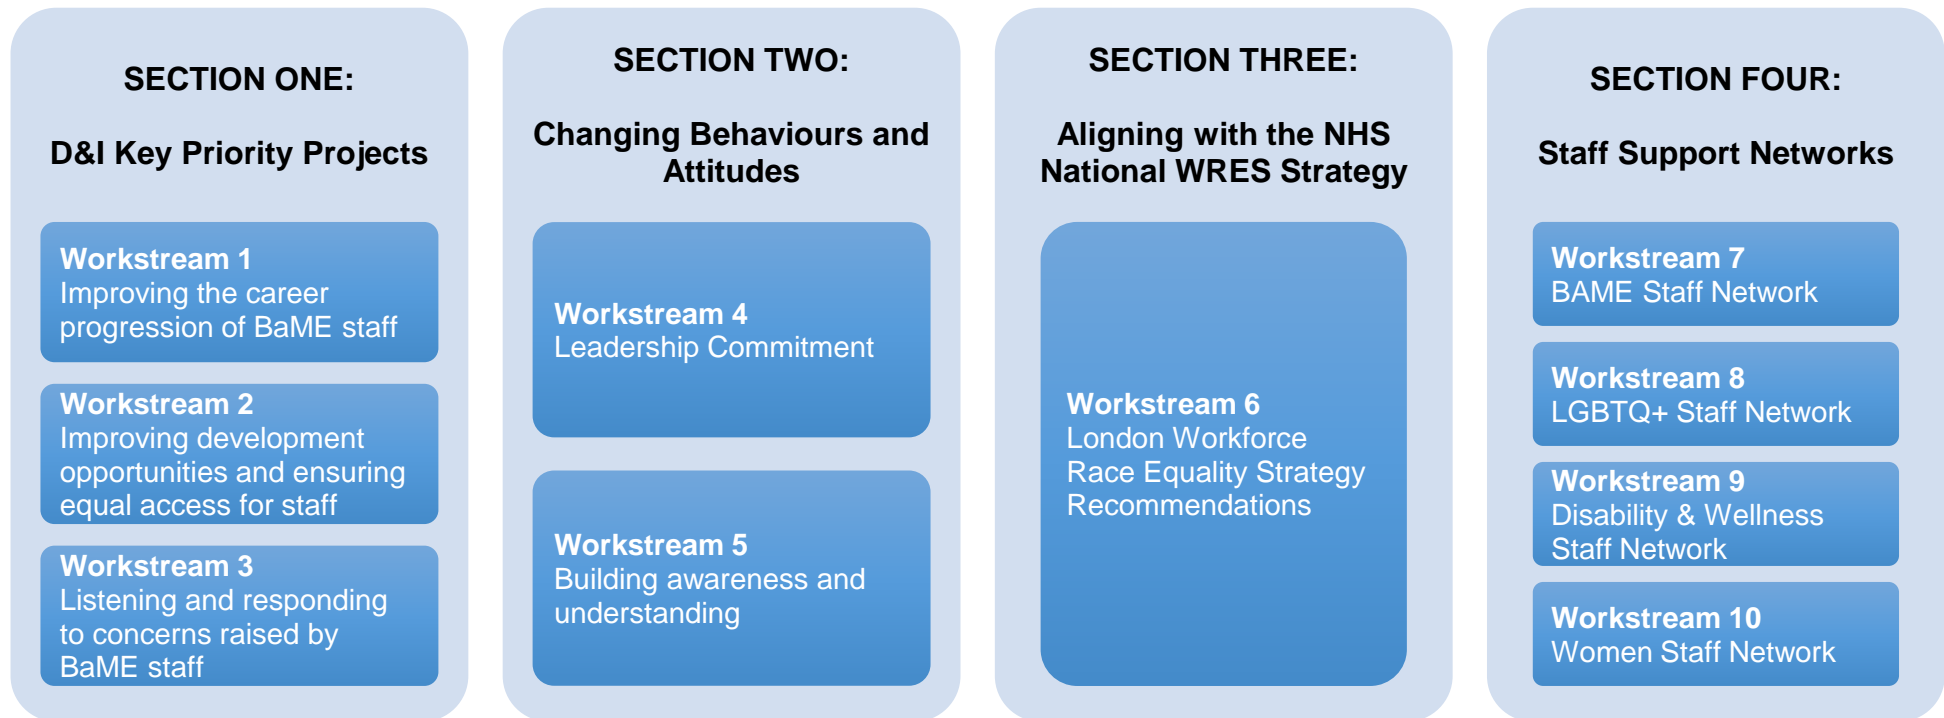 SECTION ONE:
D&I Key Priority Projects
Workstream 1
Improving the career
progression of BaME staff
Workstream 2
Improving development
opportunities and ensuring
equal access for staff
Workstream 3
Listening and responding
to concerns raised by
BaME staff
SECTION TWO:
Changing Behaviours and
Attitudes
Workstream 4
Leadership Commitment
Workstream 5
Building awareness and
understanding
SECTION THREE:
Aligning with the NHS
National WRES Strategy
Workstream 6
London Workforce
Race Equality Strategy
Recommendations
SECTION FOUR:
Staff Support Networks
Workstream 7
BAME Staff Network
Workstream 8
LGBTQ+ Staff Network
Workstream 9
Disability & Wellness
Staff Network
Workstream 10
Women Staff Network